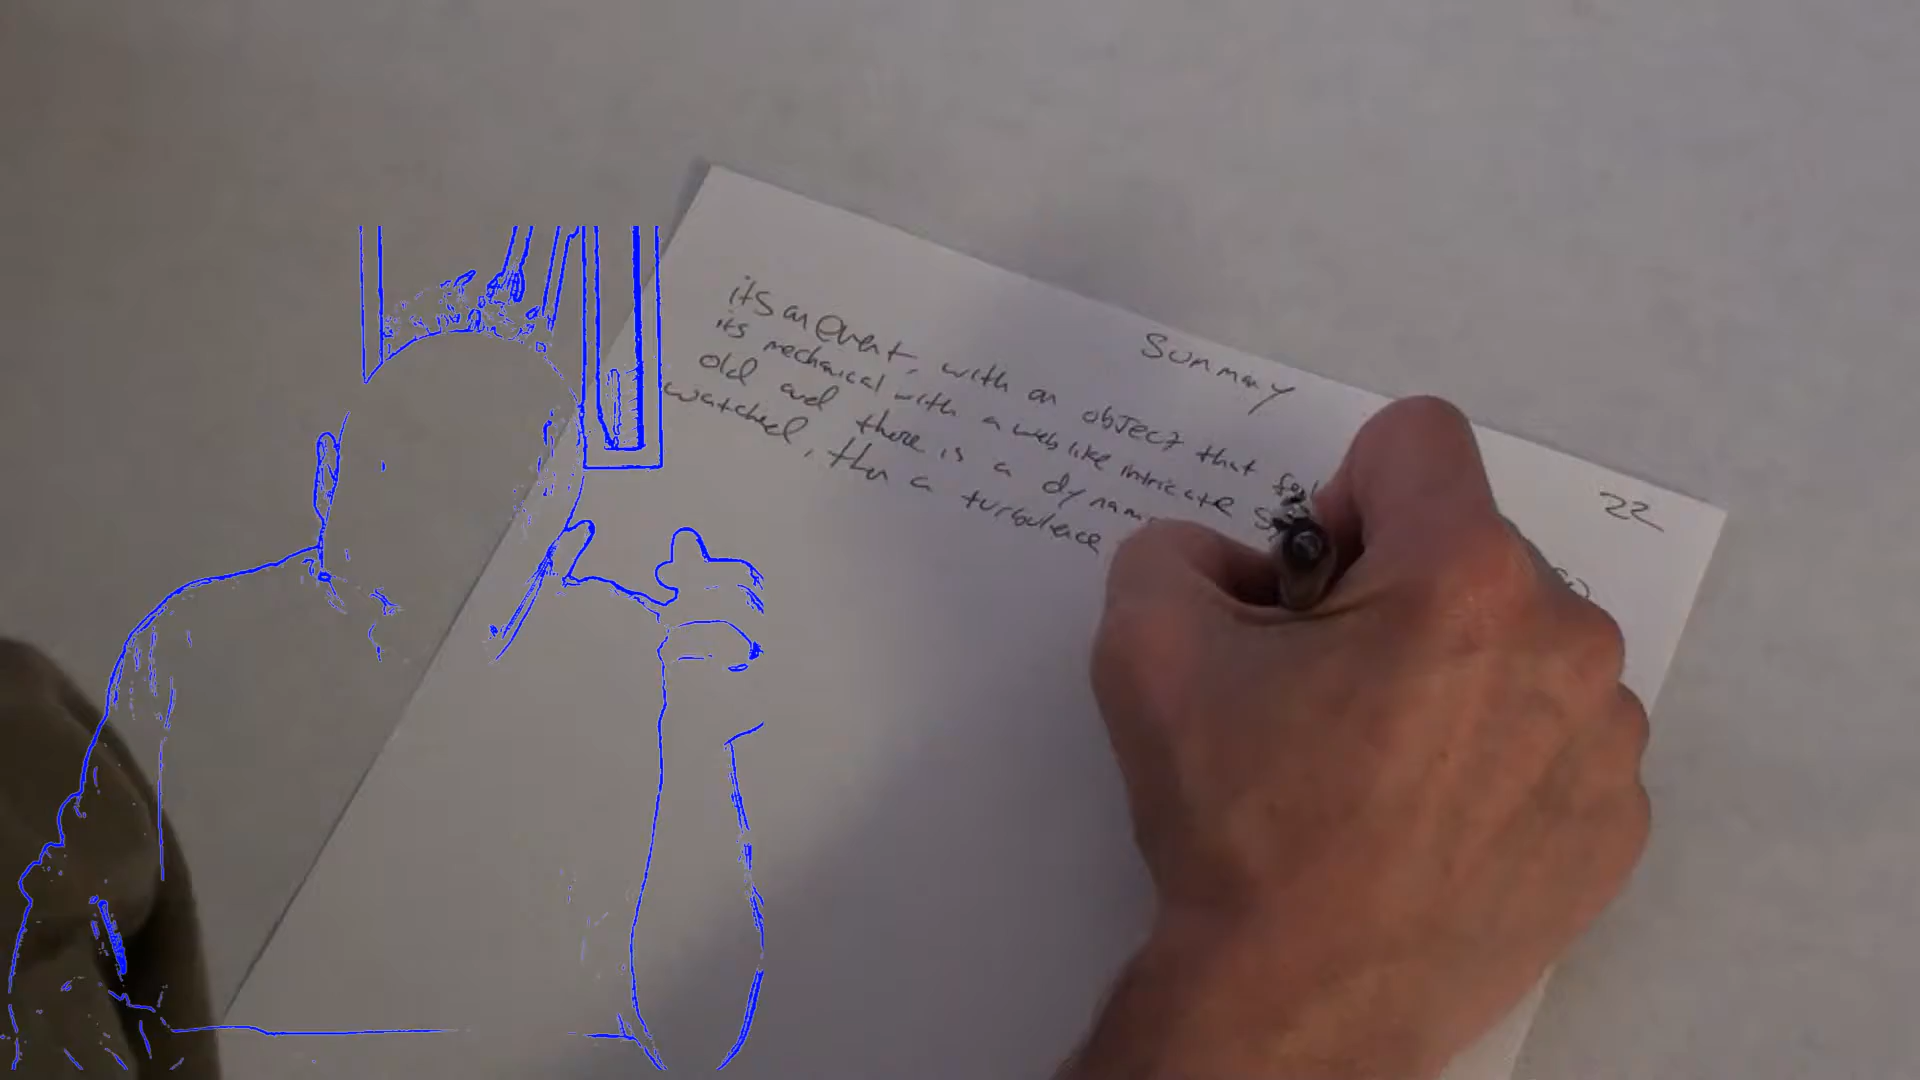 Summary
22
its an event, with an object that
its mechanical with a web like intricate
old and there is a dynamic
watched, then a turbulence